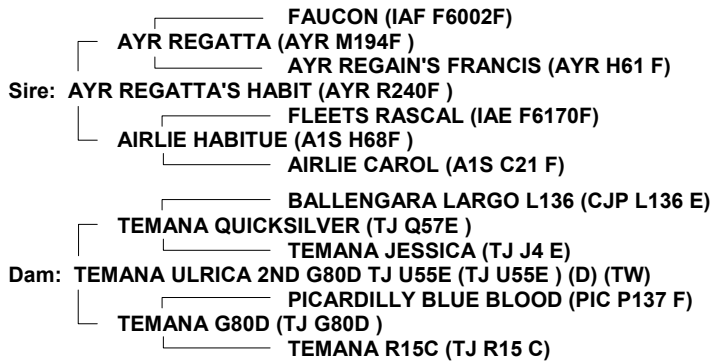 FAUCON (IAF F6002F)
AYR REGATTA (AYR M194F )
AYR REGAIN'S FRANCIS (AYR H61 F)
Sire: AYR REGATTA'S HABIT (AYR R240F )
FLEETS RASCAL (IAE F6170F)
AIRLIE HABITUE (A1S H68F )
AIRLIE CAROL (A1S C21 F)
BALLENGARA LARGO L136 (CJP L136 E)
TEMANA QUICKSILVER (TJ Q57E )
TEMANA JESSICA (TJ J4 E)
Dam: TEMANA ULRICA 2ND G80D TJ U55E (TJ U55E ) (D) (TW)
PICARDILLY BLUE BLOOD (PIC P137 F)
TEMANA G80D (TJ G80D )
TEMANA R15C (TJ R15 C)